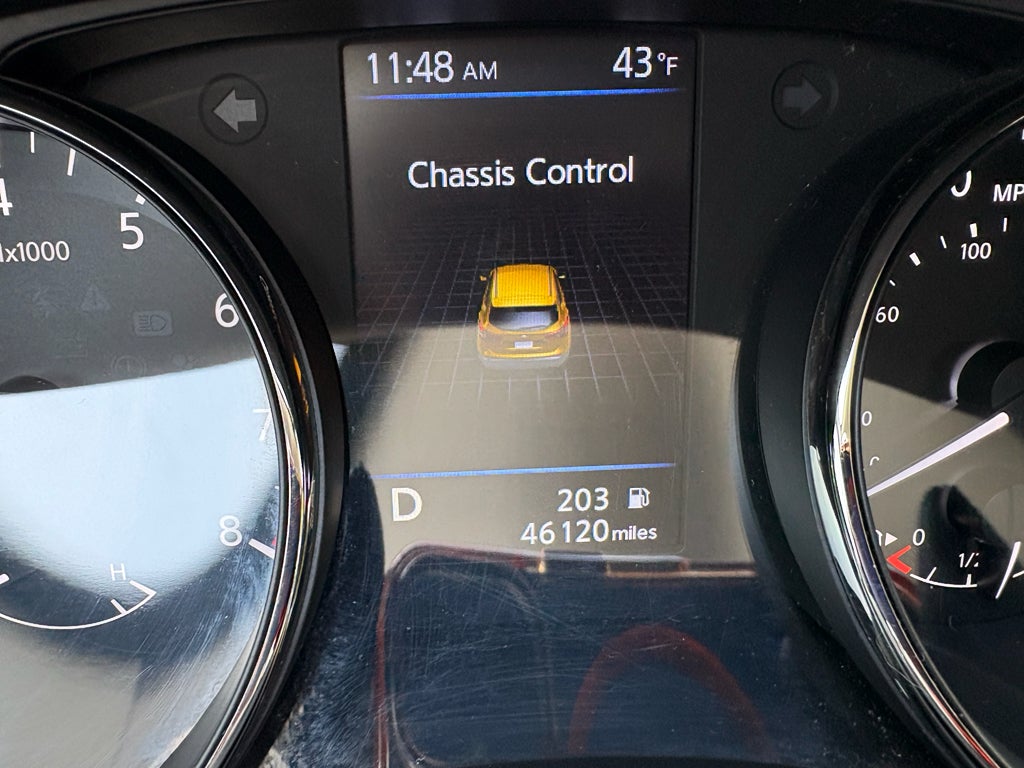 11:48 AM 43°F
Chassis Control
D 203
46120 miles
5
x1000
6
7
8
H
100
60
0
0
1/2